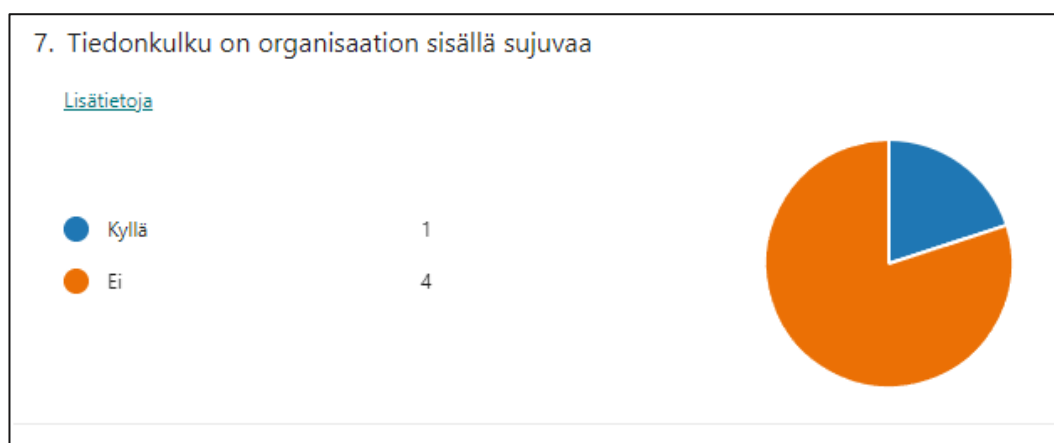 7. Tiedonkulku on organisaation sisällä sujuvaa
Lisätietoja
Kyllä 1
Ei 4